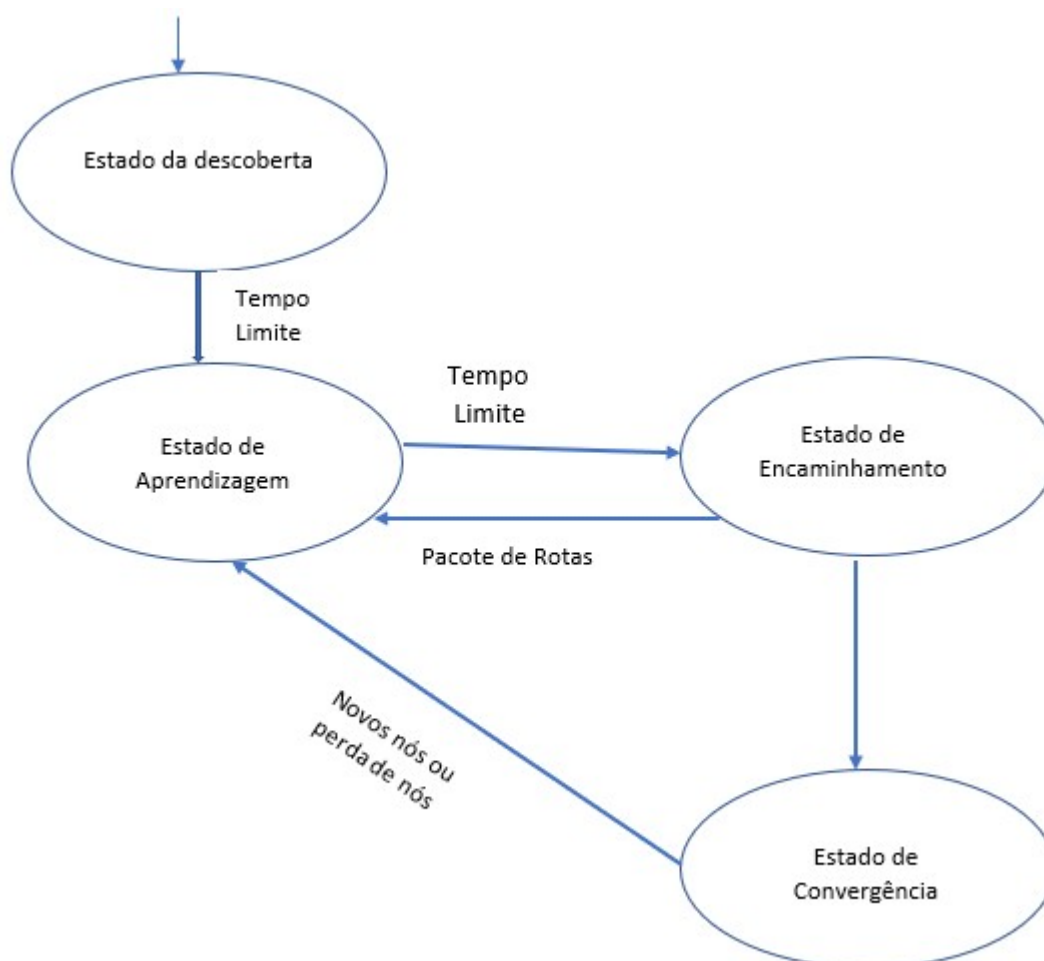 Estado da descoberta
Tempo
Limite
Tempo
Limite
Estado de
Aprendizagem
Estado de
Encaminhamento
Pacote de Rotas
Novos nós ou
perda de nós
Estado de
Convergência